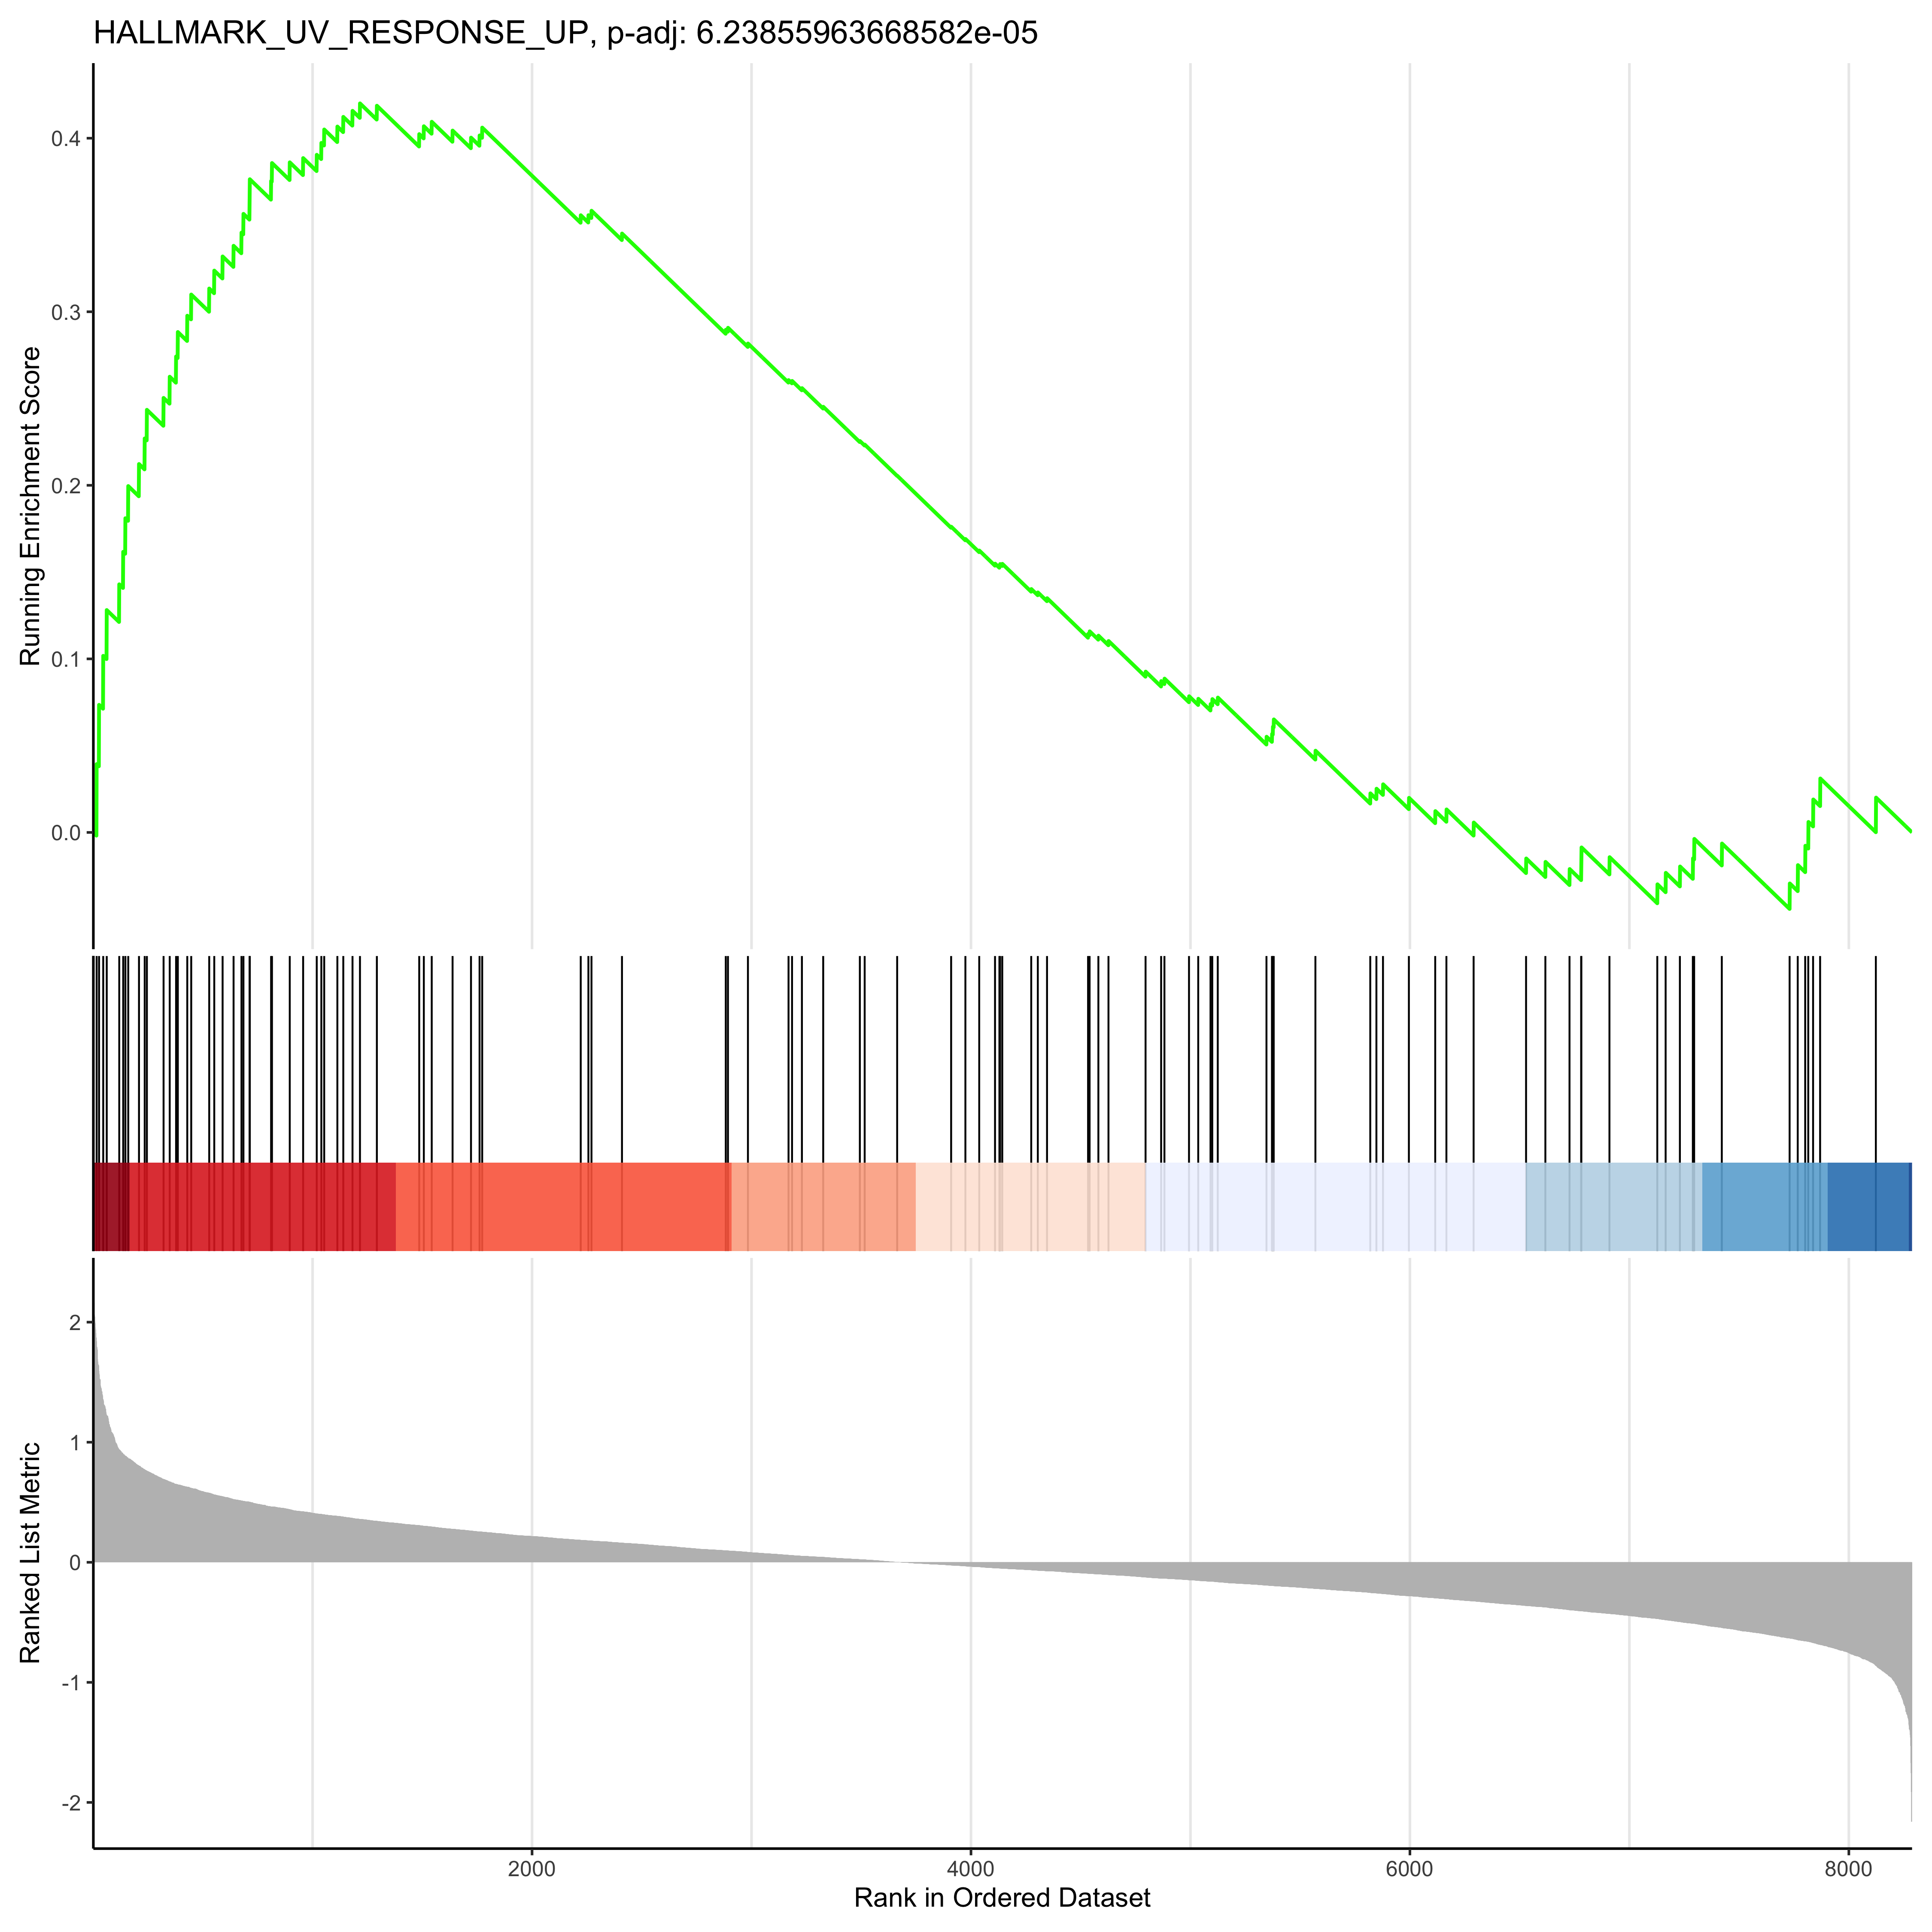 HALLMARK_UV_RESPONSE_UP, p-adj: 6.23855963668582e-05
Running Enrichment Score
0.4
0.3
0.2
0.1
0.0
Ranked List Metric
2
1
0
-1
-2
2000 4000 6000 8000
Rank in Ordered Dataset